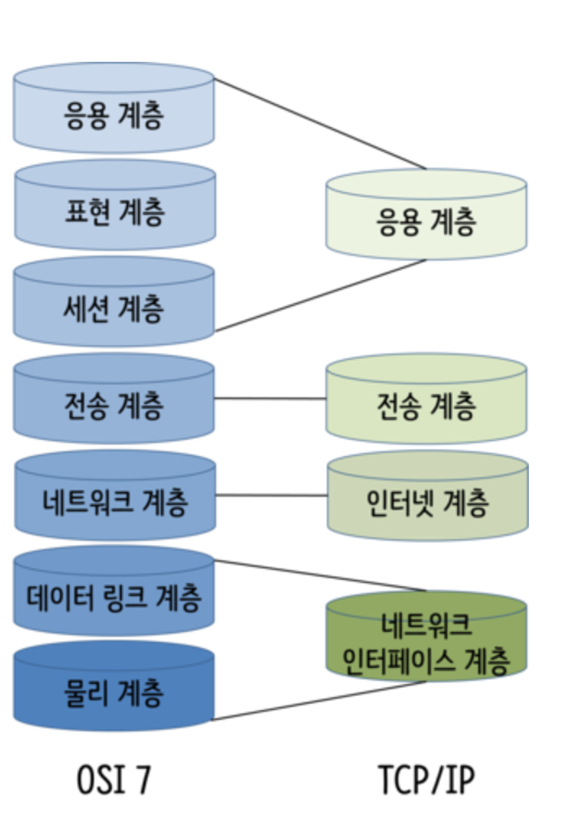 응용 계층
표현 계층
세션 계층
전송 계층
네트워크 계층
데이터 링크 계층
물리 계층
OSI 7
응용 계층
전송 계층
인터넷 계층
네트워크
인터페이스 계층
TCP/IP